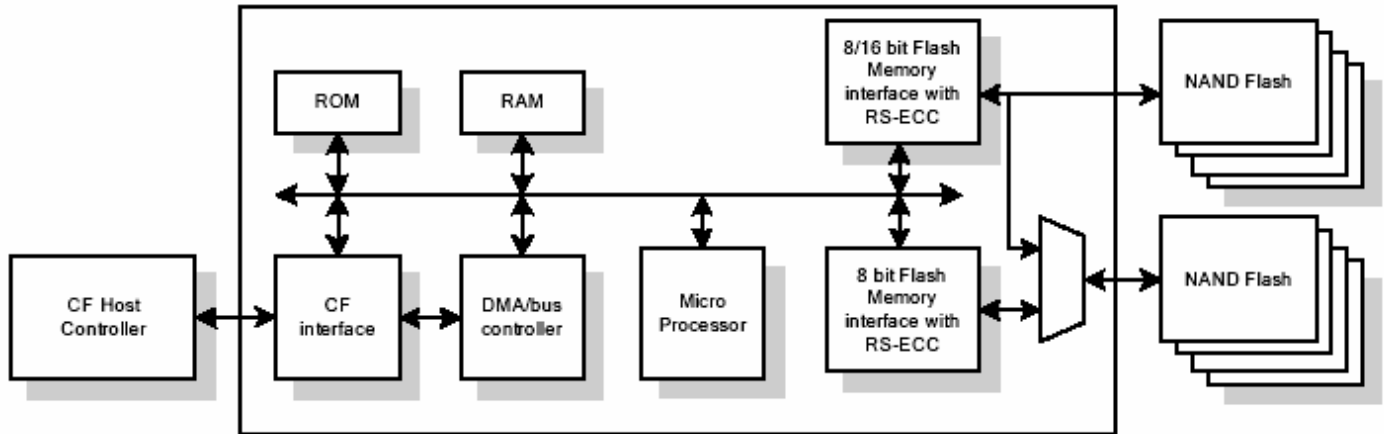 ROM
RAM
8/16 bit Flash
Memory
interface with
RS-ECC
NAND Flash
CF Host
Controller
CF
interface
DMA/bus
controller
Micro
Processor
8 bit Flash
Memory
interface with
RS-ECC
NAND Flash